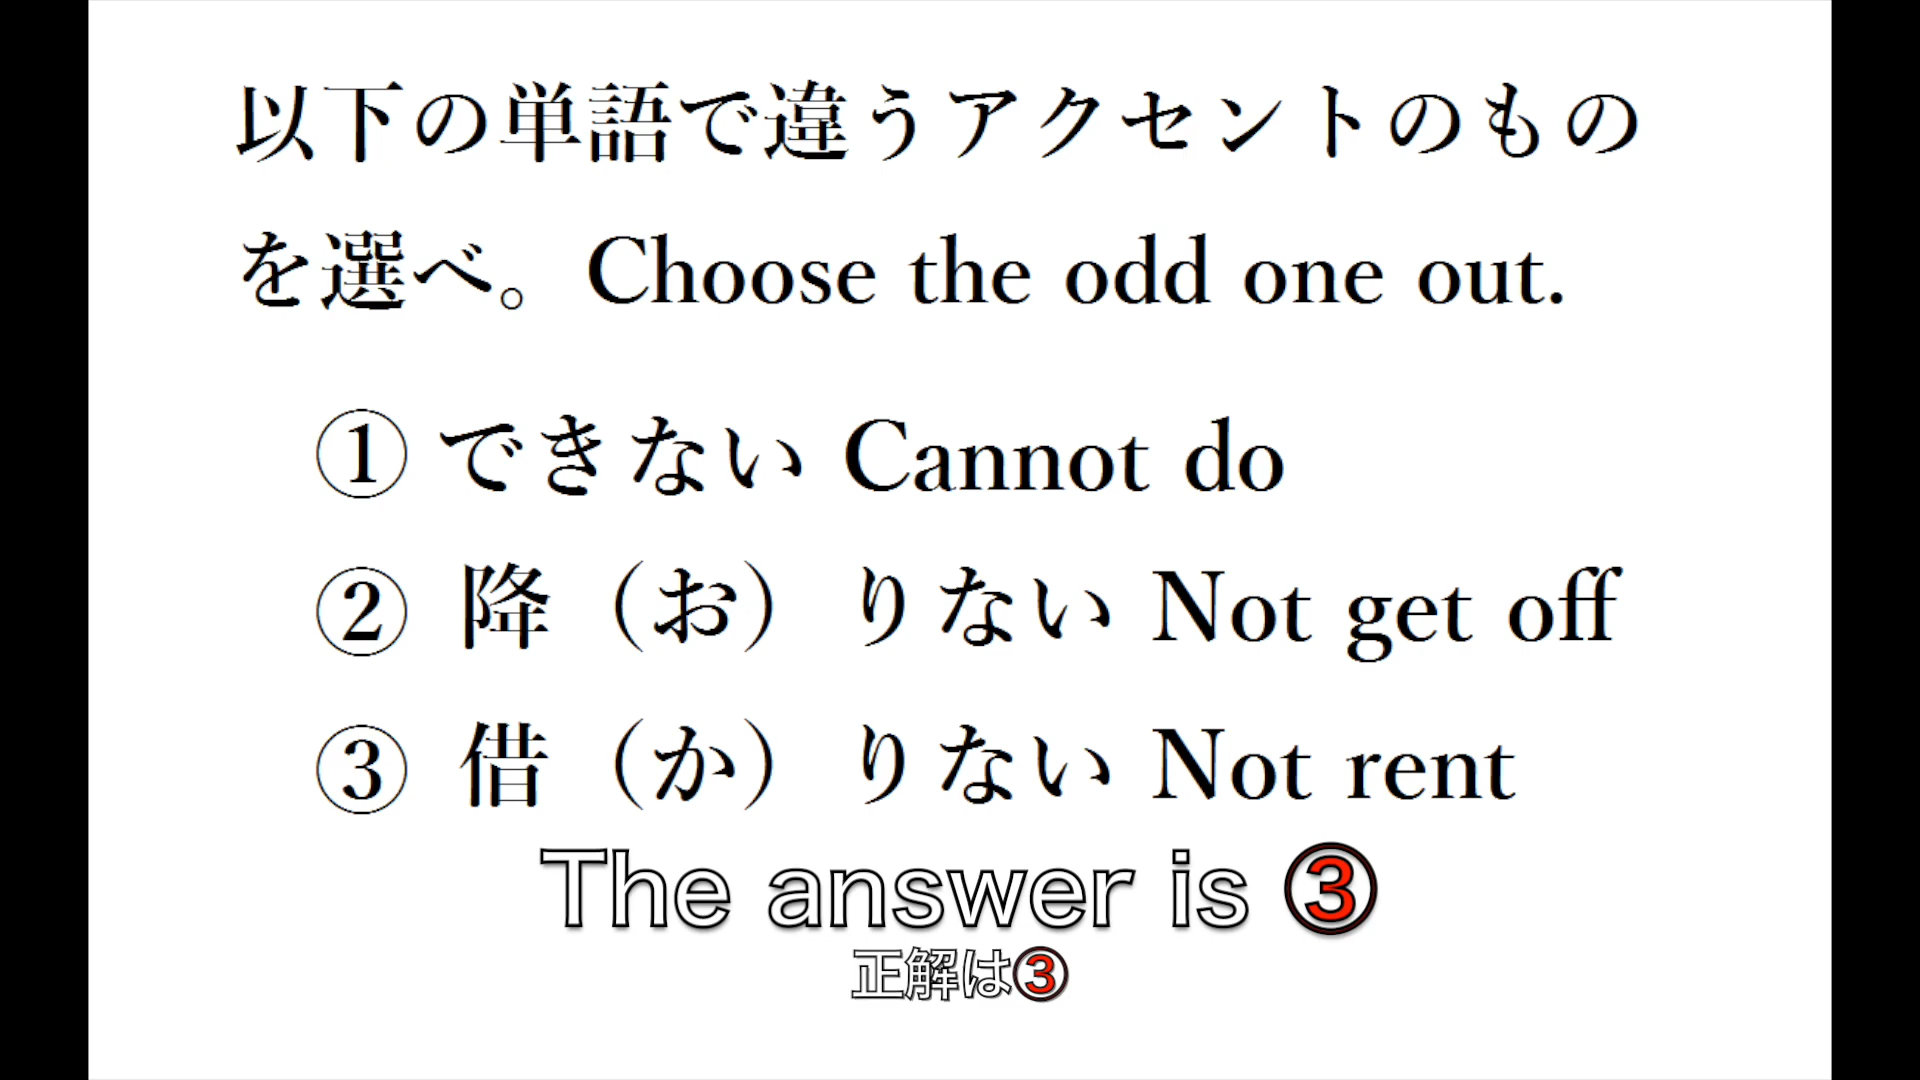 以下の単語で違うアクセントのもの
を選べ。Choose the odd one out.
① できない Cannot do
② 降（お）りない Not get off
③ 借（か）りない Not rent
The answer is ③
正解は③